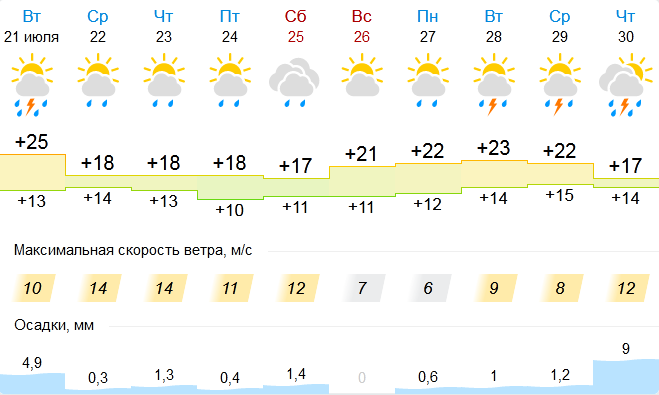 Вт Ср Чт Пт Сб Вс Пн Вт Ср Чт
21 июля 22 23 24 25 26 27 28 29 30
+25 +18 +18 +18 +17 +21 +22 +23 +22 +17
+13 +14 +13 +10 +11 +11 +12 +14 +15 +14
Максимальная скорость ветра, м/с
10 14 14 11 12 7 6 9 8 12
Осадки, мм
4,9 0,3 1,3 0,4 1,4 0 0,6 1 1,2 9